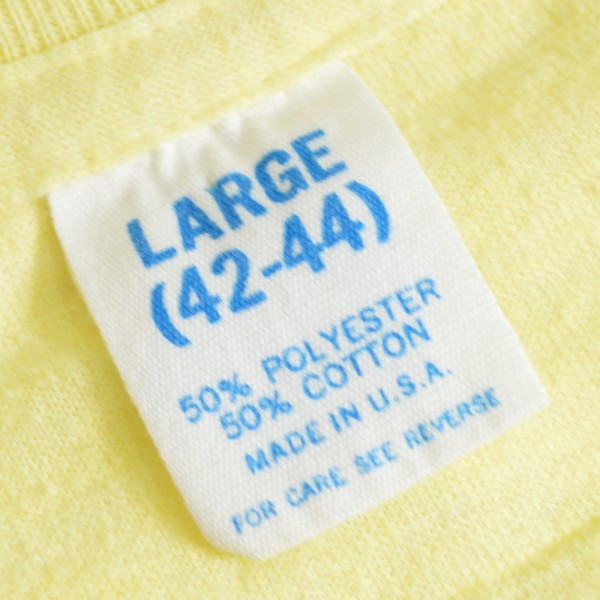 LARGE
(42-44)
50% POLYESTER
50% COTTON
MADE IN U.S.A.
FOR CARE SEE REVERSE